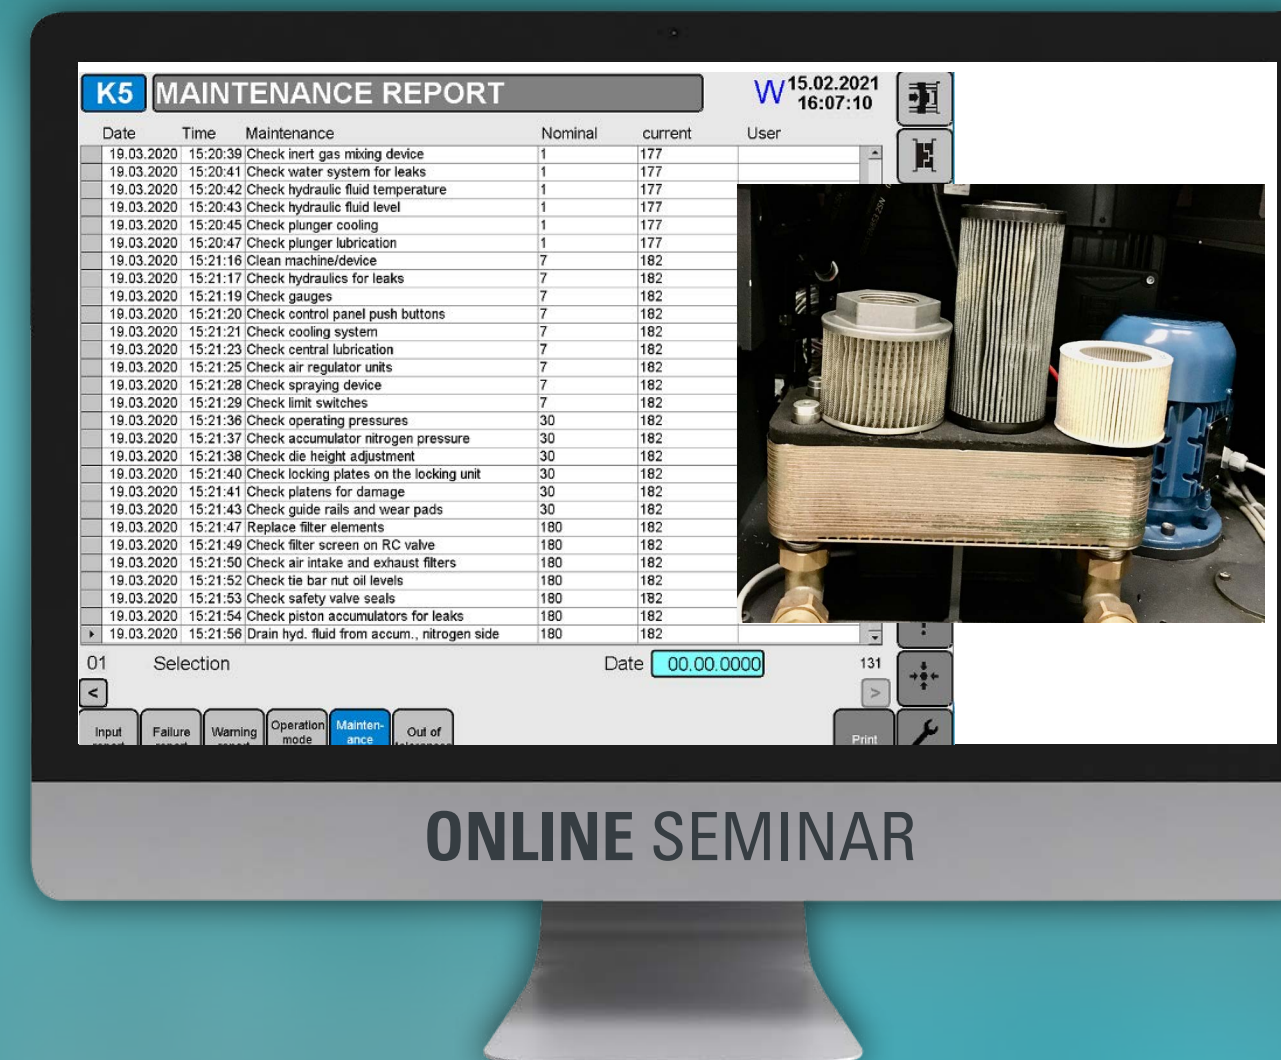 K5 MAINTENANCE REPORT W 15.02.2021
16:07:10
Date Time Maintenance Nominal current User
19.03.2020 15:20:39 Check inert gas mixing device 1 177
19.03.2020 15:20:41 Check water system for leaks 1 177
19.03.2020 15:20:42 Check hydraulic fluid temperature 1 177
19.03.2020 15:20:43 Check hydraulic fluid level 1 177
19.03.2020 15:20:45 Check plunger cooling 1 177
19.03.2020 15:20:47 Check plunger lubrication 1 177
19.03.2020 15:21:16 Clean machine/device 7 182
19.03.2020 15:21:17 Check hydraulics for leaks 7 182
19.03.2020 15:21:19 Check gauges 7 182
19.03.2020 15:21:20 Check control panel push buttons 7 182
19.03.2020 15:21:21 Check cooling system 7 182
19.03.2020 15:21:23 Check central lubrication 7 182
19.03.2020 15:21:25 Check air regulator units 7 182
19.03.2020 15:21:28 Check spraying device 7 182
19.03.2020 15:21:29 Check limit switches 7 182
19.03.2020 15:21:36 Check operating pressures 30 182
19.03.2020 15:21:37 Check accumulator nitrogen pressure 30 182
19.03.2020 15:21:38 Check die height adjustment 30 182
19.03.2020 15:21:40 Check locking plates on the locking unit 30 182
19.03.2020 15:21:41 Check platens for damage 30 182
19.03.2020 15:21:43 Check guide rails and wear pads 30 182
19.03.2020 15:21:47 Replace filter elements 180 182
19.03.2020 15:21:49 Check filter screen on RC valve 180 182
19.03.2020 15:21:50 Check air intake and exhaust filters 180 182
19.03.2020 15:21:52 Check tie bar nut oil levels 180 182
19.03.2020 15:21:53 Check safety valve seals 180 182
19.03.2020 15:21:54 Check piston accumulators for leaks 180 182
19.03.2020 15:21:56 Drain hyd. fluid from accum., nitrogen side 180 182
01 Selection Date 00.00.0000 131
< >
Input Failure Warning Operation Mainten- Out of
mode ance Print
ONLINE SEMINAR